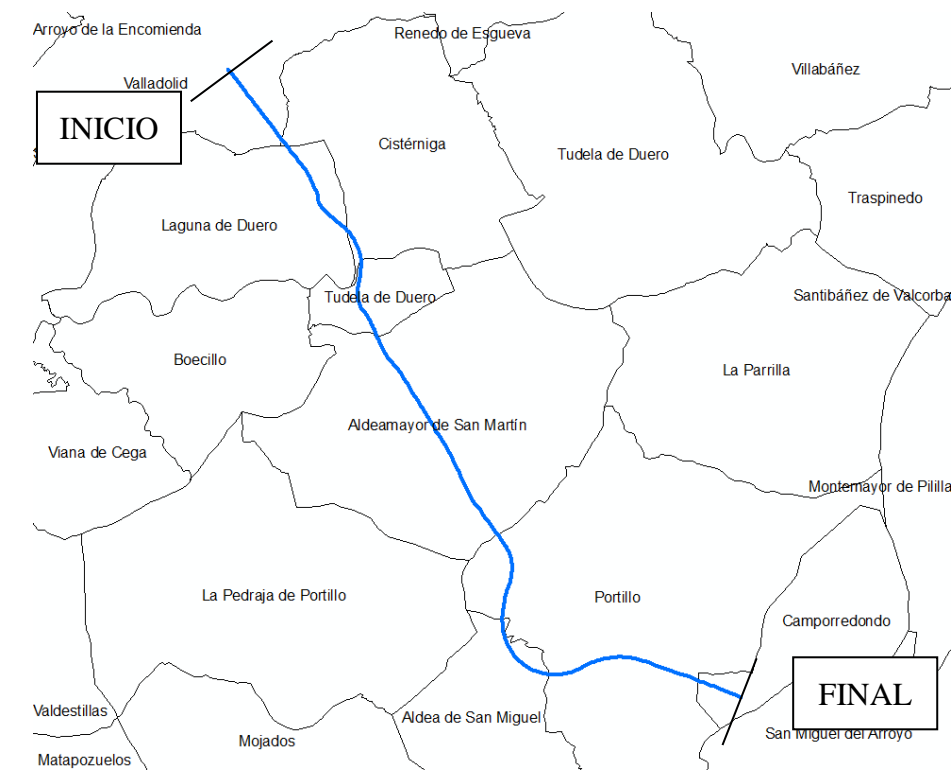 Arroyo de la Encomienda
Renedo de Esgueva
Villabáñez
Valladolid
INICIO
Cistérniga
Tudela de Duero
Traspinedo
Laguna de Duero
Tudela de Duero
Santibáñez de Valcorba
Boecillo
La Parrilla
Aldeamayor de San Martín
Viana de Cega
Montemayor de Pililla
La Pedraja de Portillo
Portillo
Camporredondo
FINAL
Valdestillas
Aldea de San Miguel
San Miguel del Arroyo
Mojados
Matapozuelos